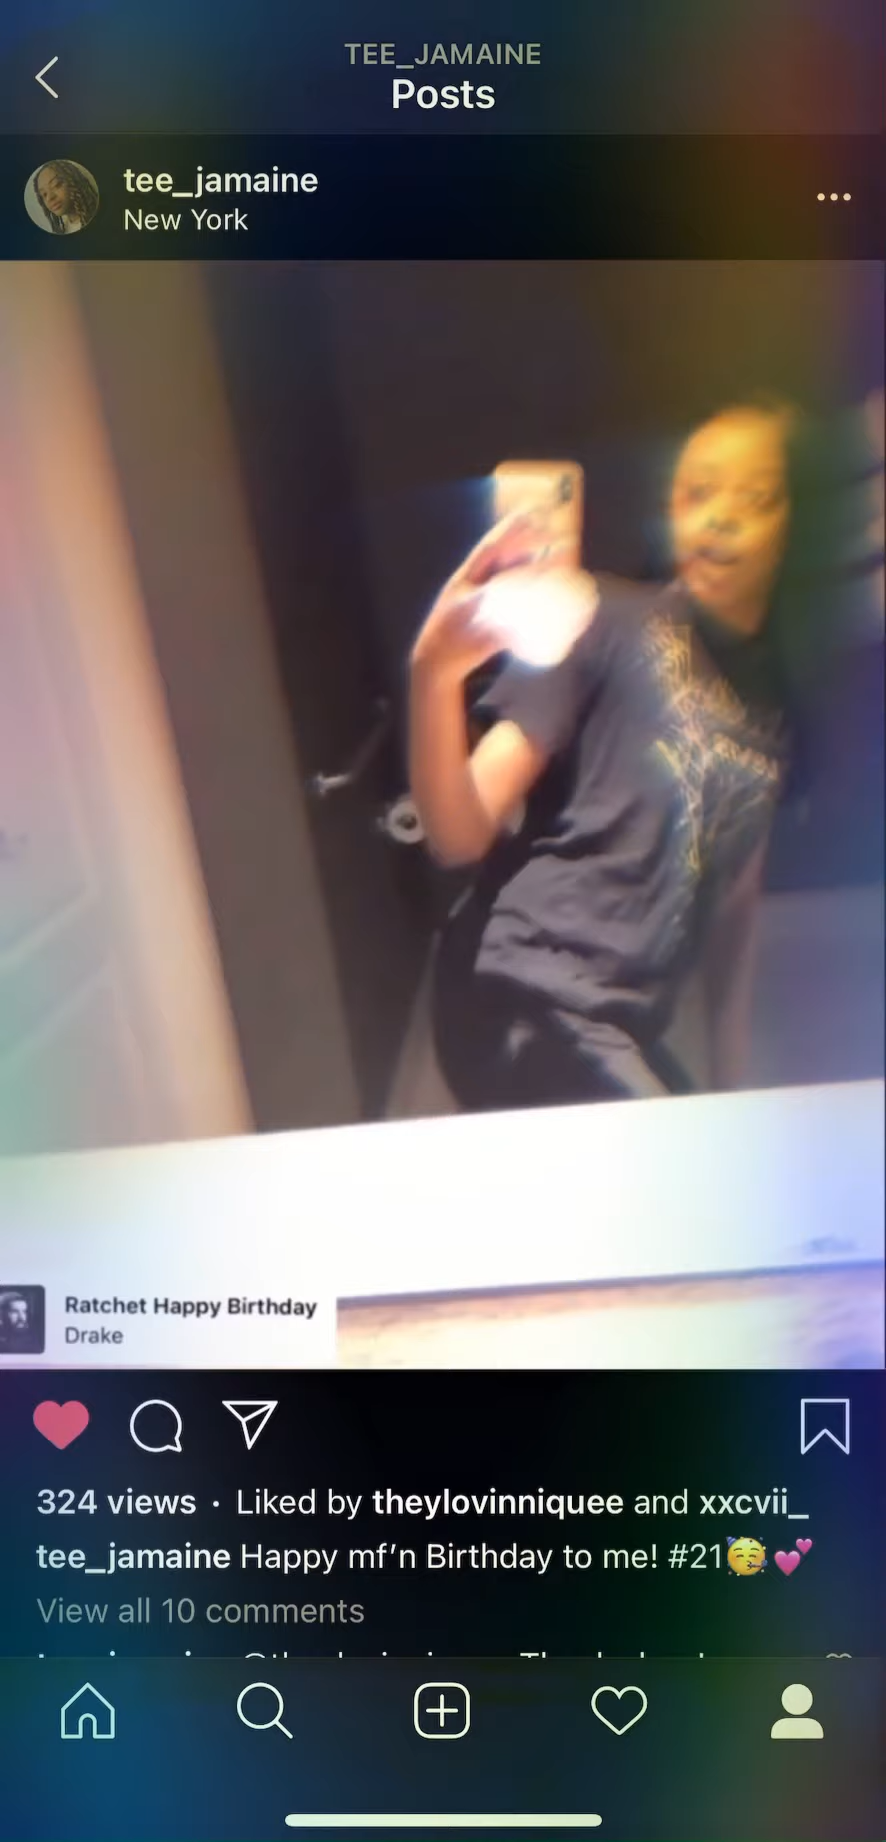 TEE_JAMAINE
Posts
tee_jamaine
New York
Ratchet Happy Birthday
Drake
324 views · Liked by theylovinniquee and xxcvii_
tee_jamaine Happy mf’n Birthday to me! #21🥳💕
View all 10 comments